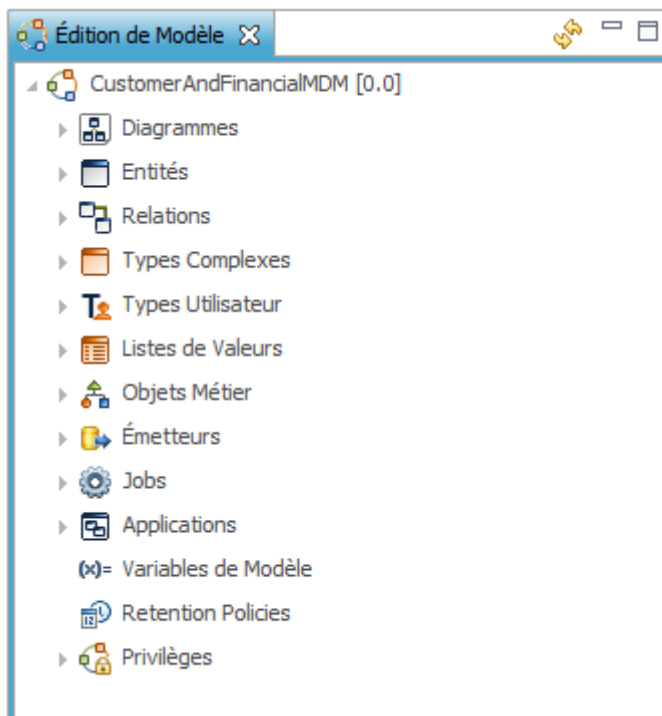 Édition de Modèle
CustomerAndFinancialMDM [0.0]
Diagrammes
Entités
Relations
Types Complexes
Types Utilisateur
Listes de Valeurs
Objets Métier
Émetteurs
Jobs
Applications
(x)= Variables de Modèle
12 Retention Policies
Privilèges